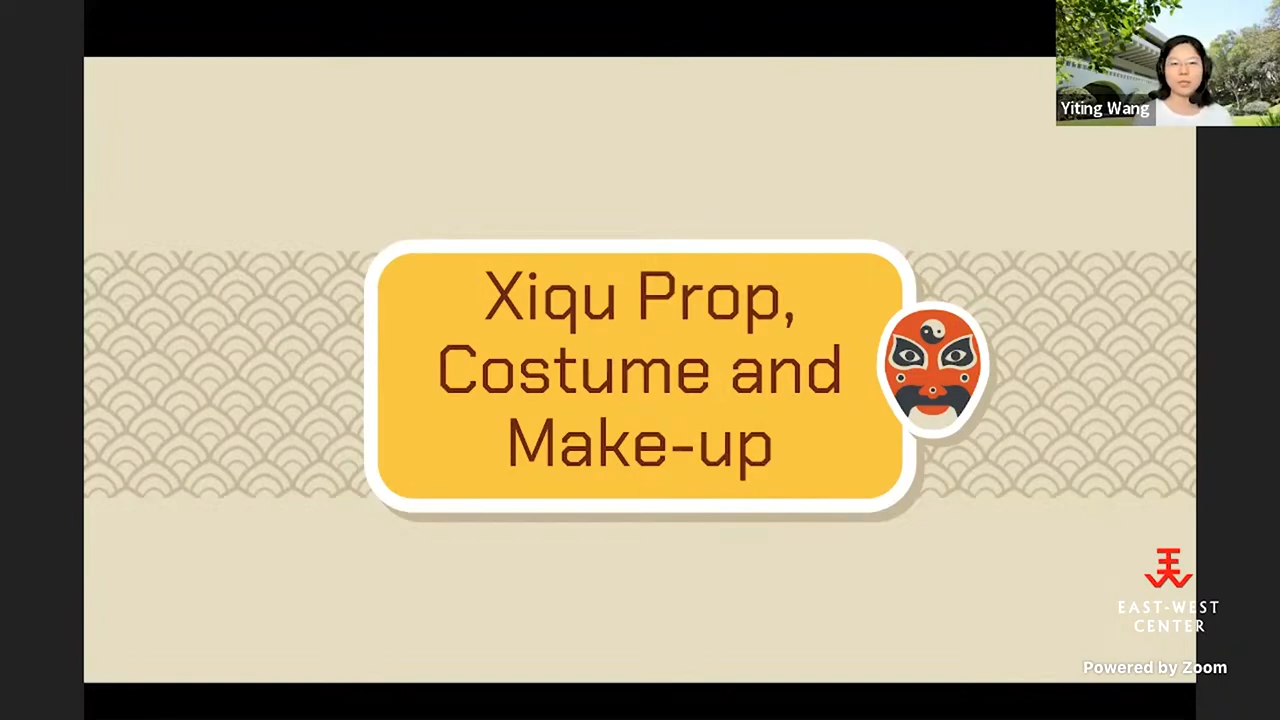 Yiting Wang
Xiqu Prop,
Costume and
Make-up
EAST-WEST
CENTER
Powered by Zoom